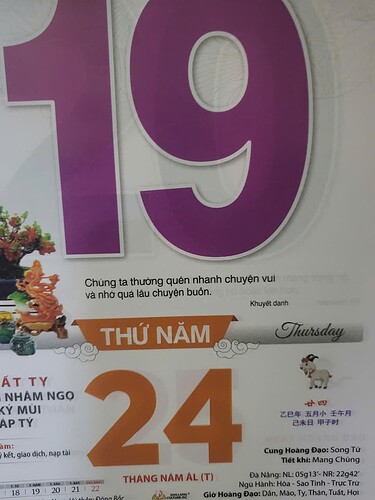 19
Chúng ta thường quên nhanh chuyện vui
và nhớ quá lâu chuyện buồn.
Khuyết danh
THỨ NĂM
Thursday
ẤT TỴ
NHÂM NGỌ
KỶ MÙI
ÁP TÝ
24
THÁNG NĂM ÂL (T)
廿四
乙巳年 五月小 壬午月
己未日 甲子时
Cung Hoàng Đạo: Song Tử
Tiết khí: Mang Chủng
Đà Nẵng: NL: 05g13'- NR: 22g42'
Ngũ Hành: Hỏa - Sao Tinh - Trực Trừ
Giờ Hoàng Đạo: Dần, Mão, Tỵ, Thân, Tuất, Hợi
ý kết, giao dịch, nạp tài
18 19 20 21 22